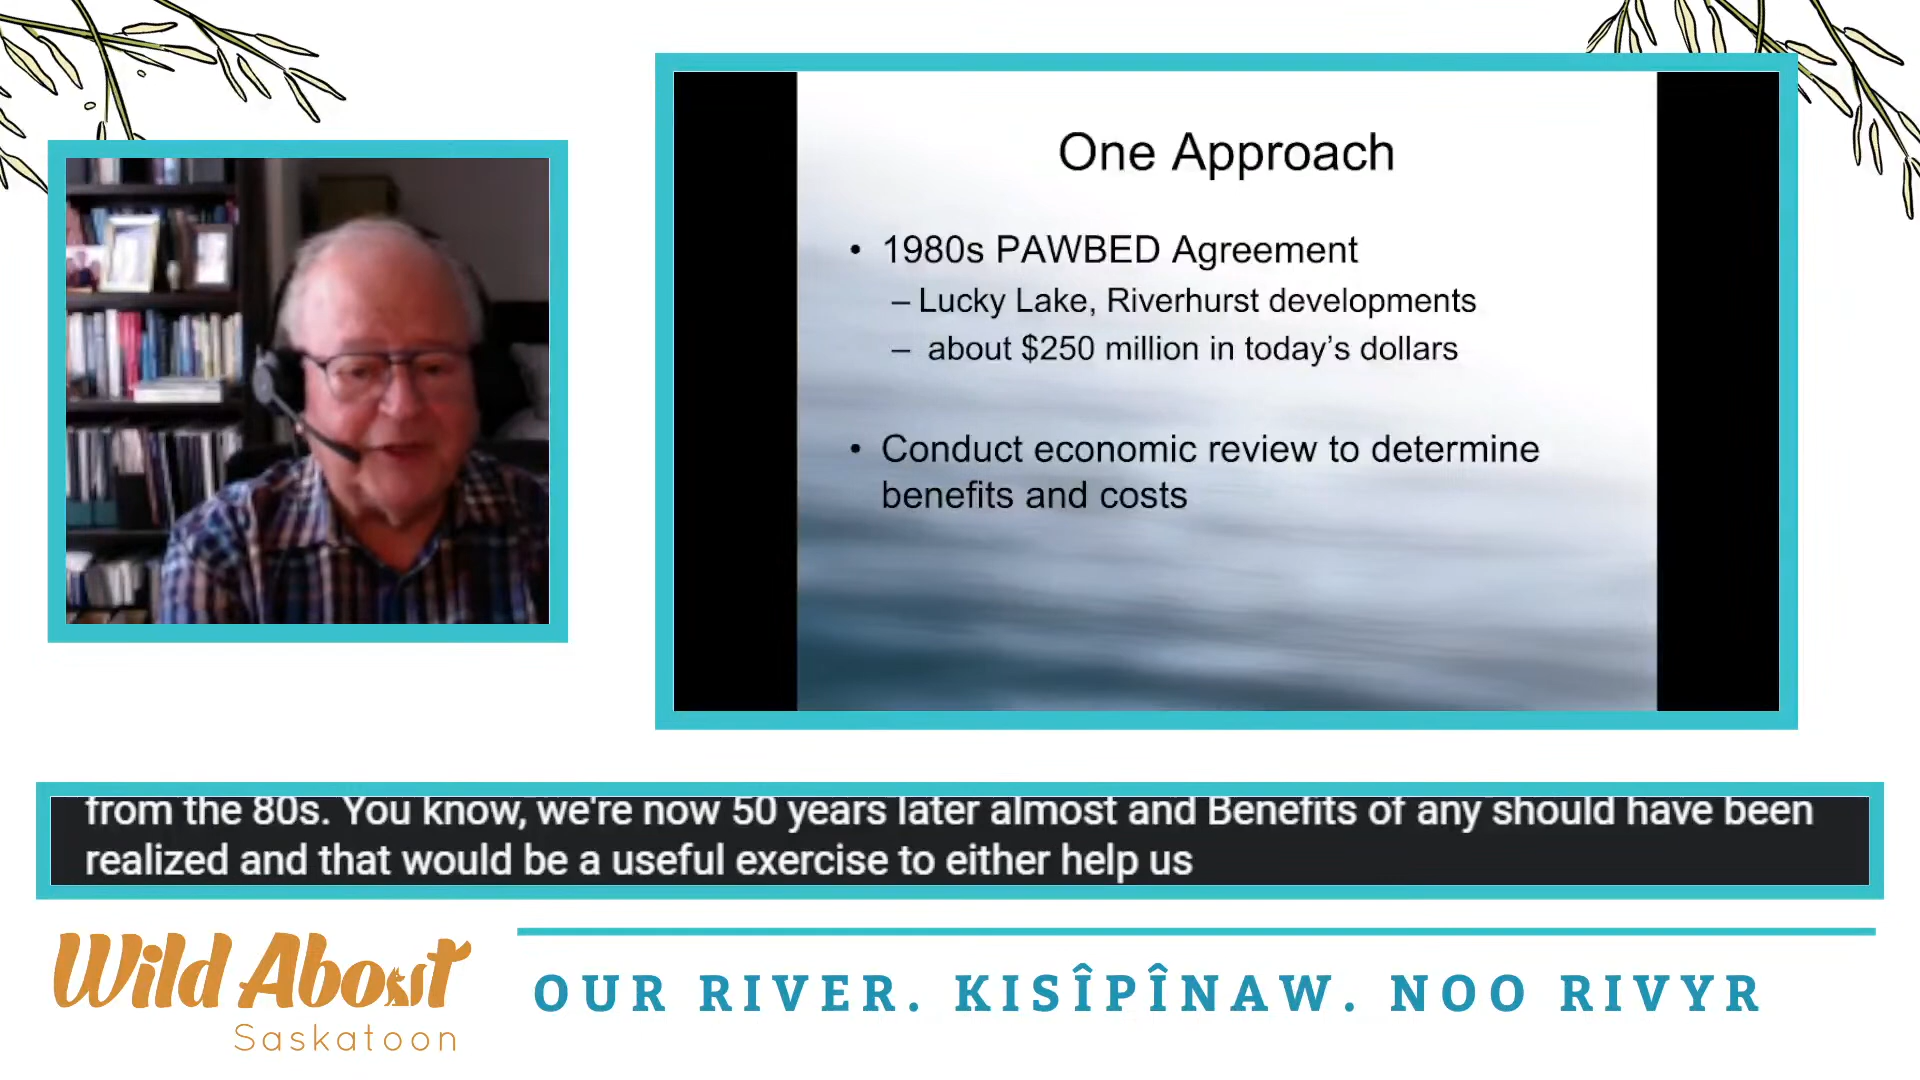 One Approach
• 1980s PAWBED Agreement
– Lucky Lake, Riverhurst developments
– about $250 million in today’s dollars
• Conduct economic review to determine
benefits and costs
from the 80s. You know, we're now 50 years later almost and Benefits of any should have been
realized and that would be a useful exercise to either help us
Wild About
Saskatoon
OUR RIVER. KISÎPÎNAW. NOO RIVYR